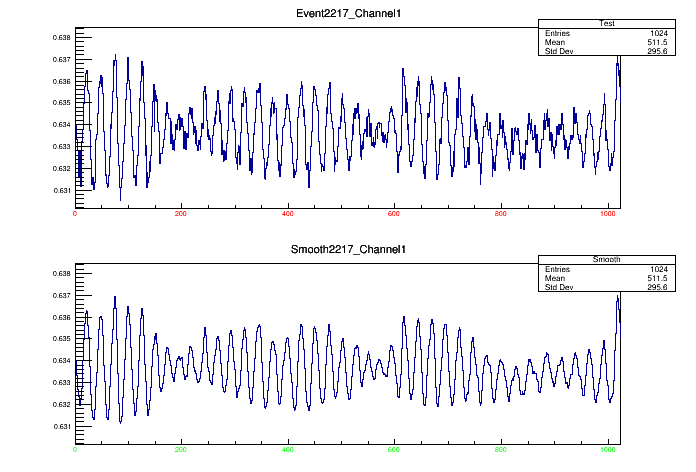 Event2217_Channel1
Test
Entries 1024
Mean 511.5
Std Dev 295.6
0.638
0.637
0.636
0.635
0.634
0.633
0.632
0.631
0 200 400 600 800 1000
Smooth2217_Channel1
Smooth
Entries 1024
Mean 511.5
Std Dev 295.6
0.638
0.637
0.636
0.635
0.634
0.633
0.632
0.631
0 200 400 600 800 1000